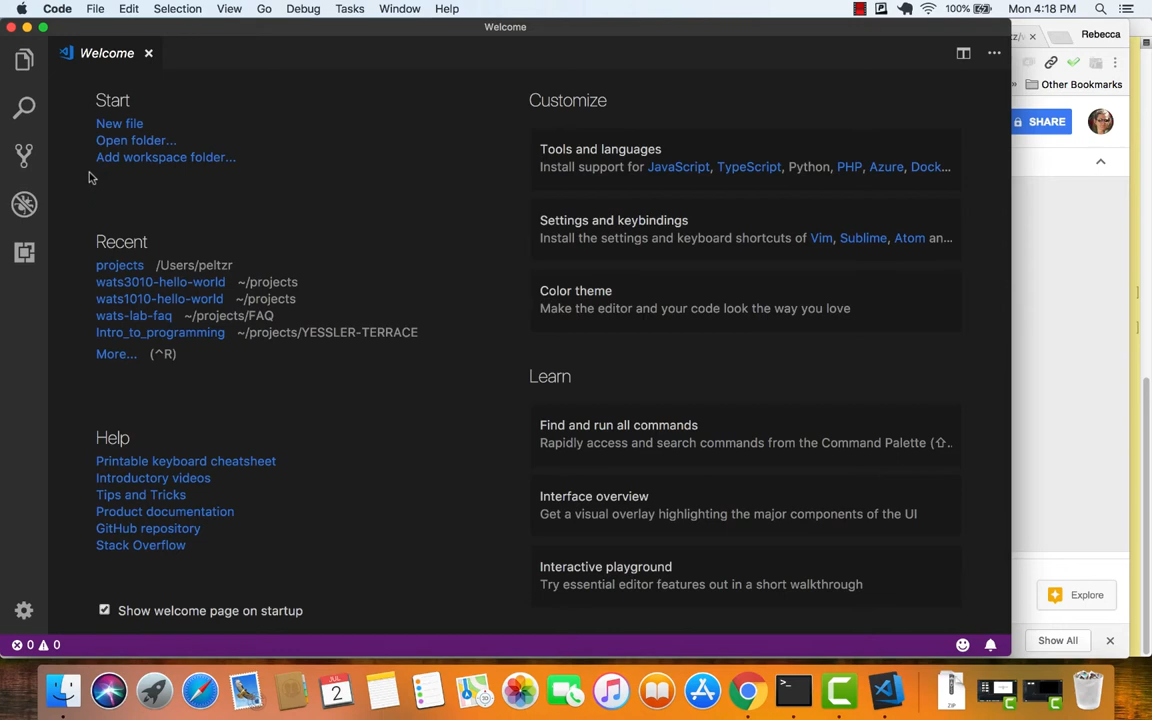 Code File Edit Selection View Go Debug Tasks Window Help 100% Mon 4:18 PM
Welcome
Rebecca
Welcome
Other Bookmarks
SHARE
Start
New file
Open folder...
Add workspace folder...
Recent
projects /Users/peltzr
wats3010-hello-world ~/projects
wats1010-hello-world ~/projects
wats-lab-faq ~/projects/FAQ
Intro_to_programming ~/projects/YESSLER-TERRACE
More... (^R)
Help
Printable keyboard cheatsheet
Introductory videos
Tips and Tricks
Product documentation
GitHub repository
Stack Overflow
Show welcome page on startup
Customize
Tools and languages
Install support for JavaScript, TypeScript, Python, PHP, Azure, Dock...
Settings and keybindings
Install the settings and keyboard shortcuts of Vim, Sublime, Atom an...
Color theme
Make the editor and your code look the way you love
Learn
Find and run all commands
Rapidly access and search commands from the Command Palette (⇧..
Interface overview
Get a visual overlay highlighting the major components of the UI
Interactive playground
Try essential editor features out in a short walkthrough
Explore
Show All
0 0
JUL
2
ZIP